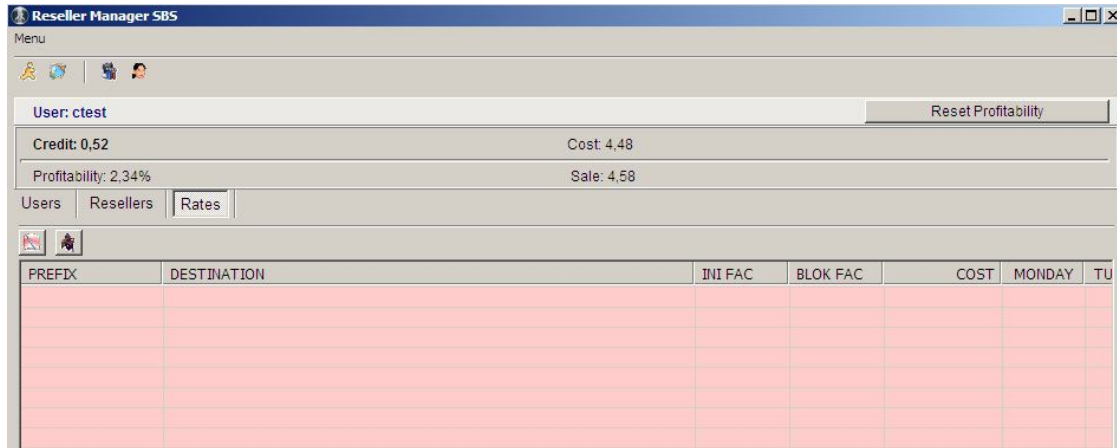 Reseller Manager SBS
Menu
User: ctest Reset Profitability
Credit: 0,52 Cost: 4,48
Profitability: 2,34% Sale: 4,58
Users Resellers Rates
PREFIX DESTINATION INI FAC BLOK FAC COST MONDAY TU